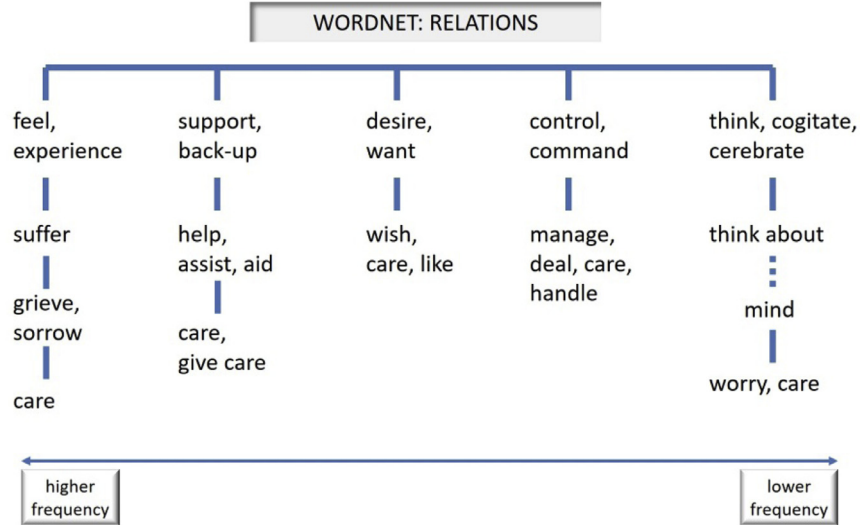 WORDNET: RELATIONS
feel,
experience
suffer
grieve,
sorrow
care
support,
back-up
help,
assist, aid
care,
give care
desire,
want
wish,
care, like
control,
command
manage,
deal, care,
handle
think, cogitate,
cerebrate
think about
mind
worry, care
higher
frequency
lower
frequency